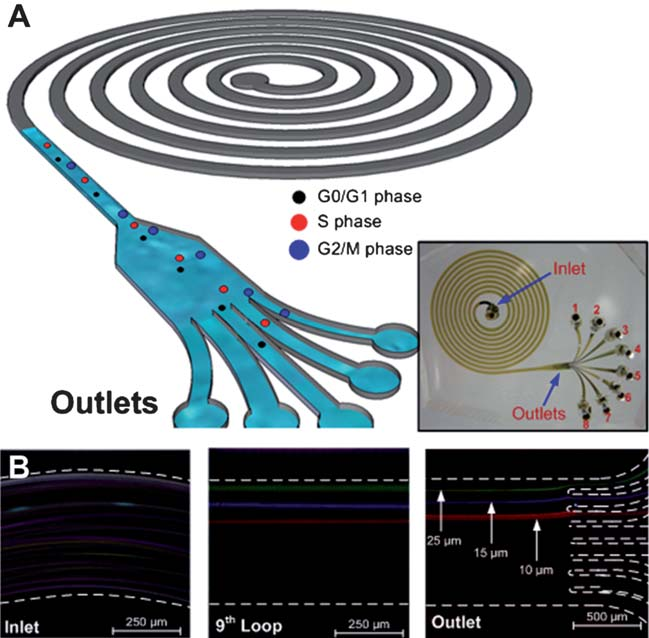 A
G0/G1 phase
S phase
G2/M phase
Outlets
Inlet
1
2
3
4
5
6
7
8
Outlets
B
Inlet
250 µm
9th Loop
250 µm
25 µm
15 µm
10 µm
Outlet
500 µm